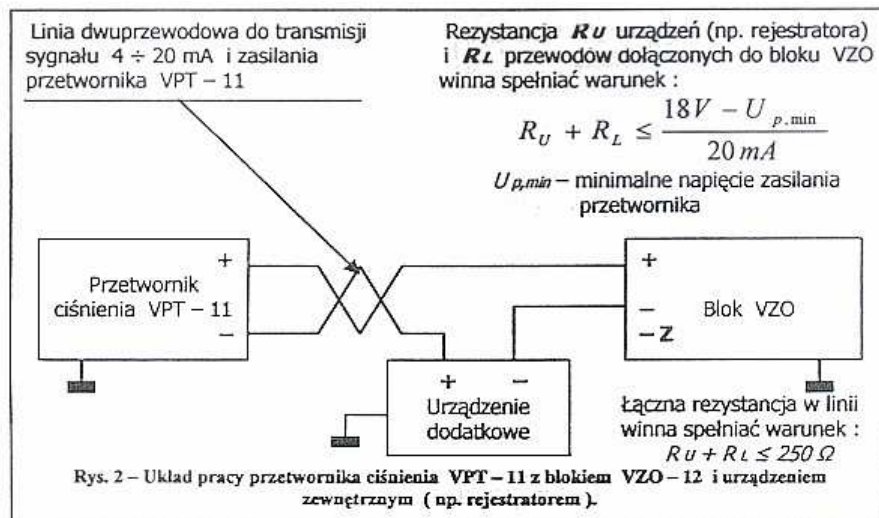 Linia dwuprzewodowa do transmisji
sygnału 4 ÷ 20 mA i zasilania
przetwornika VPT – 11
Rezystancja RU urządzeń (np. rejestratora)
i RL przewodów dołączonych do bloku VZO
winna spełniać warunek :
R_U + R_L ≤ (18V − U_p,min) / 20 mA
Up,min – minimalne napięcie zasilania
przetwornika
Przetwornik
ciśnienia VPT – 11
+
–
+
–
– Z
Blok VZO
+ –
Urządzenie
dodatkowe
Łączna rezystancja w linii
winna spełniać warunek :
RU + RL ≤ 250 Ω
Rys. 2 – Układ pracy przetwornika ciśnienia VPT – 11 z blokiem VZO – 12 i urządzeniem
zewnętrznym ( np. rejestratorem ).